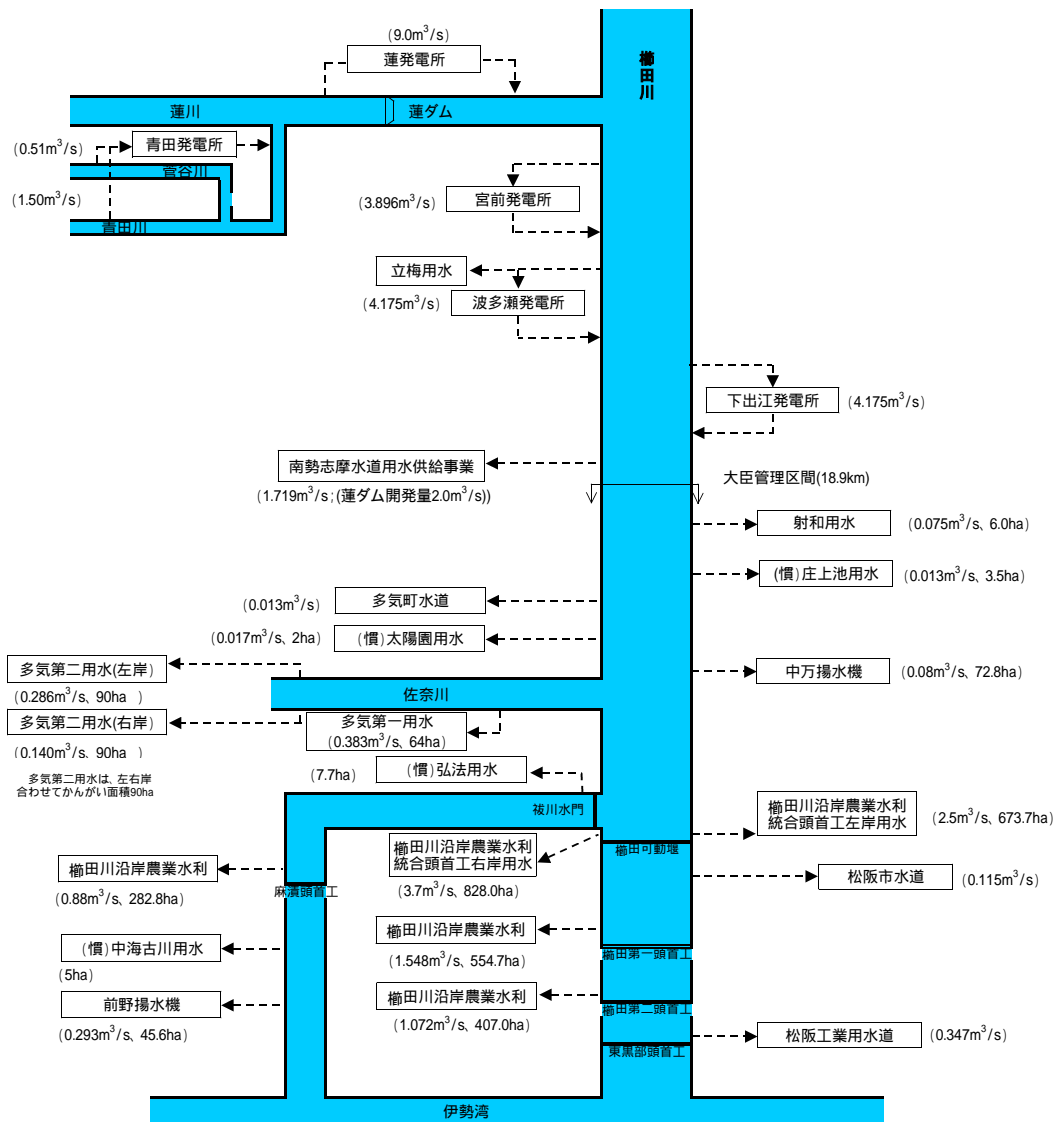 (9.0m³/s)
蓮発電所
櫛田川
蓮川
蓮ダム
(0.51m³/s)
青田発電所
菅谷川
(1.50m³/s)
青田川
宮前発電所
(3.896m³/s)
立梅用水
(4.175m³/s)
波多瀬発電所
下出江発電所
(4.175m³/s)
南勢志摩水道用水供給事業
(1.719m³/s;(蓮ダム開発量2.0m³/s))
大臣管理区間(18.9km)
射和用水
(0.075m³/s、6.0ha)
(慣)庄上池用水
(0.013m³/s、3.5ha)
(0.013m³/s)
多気町水道
(0.017m³/s、2ha)
(慣)太陽園用水
多気第二用水(左岸)
(0.286m³/s、90ha )
中万揚水機
(0.08m³/s、72.8ha)
佐奈川
多気第二用水(右岸)
(0.140m³/s、90ha )
多気第一用水
(0.383m³/s、64ha)
多気第二用水は、左右岸
合わせてかんがい面積90ha
(7.7ha)
(慣)弘法用水
祓川水門
櫛田川沿岸農業水利
統合頭首工左岸用水
(2.5m³/s、673.7ha)
櫛田川沿岸農業水利
統合頭首工右岸用水
(3.7m³/s、828.0ha)
櫛田可動堰
櫛田川沿岸農業水利
(0.88m³/s、282.8ha)
麻漬頭首工
松阪市水道
(0.115m³/s)
櫛田川沿岸農業水利
(1.548m³/s、554.7ha)
(慣)中海古川用水
(5ha)
櫛田第一頭首工
前野揚水機
(0.293m³/s、45.6ha)
櫛田川沿岸農業水利
(1.072m³/s、407.0ha)
櫛田第二頭首工
松阪工業用水道
(0.347m³/s)
東黒部頭首工
伊勢湾